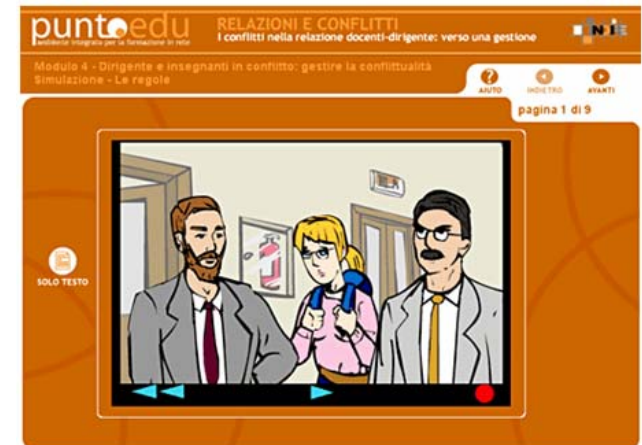 puntoedu
ambiente integrato per la formazione in rete
RELAZIONI E CONFLITTI
I conflitti nella relazione docenti-dirigente: verso una gestione
Modulo 4 - Dirigente e insegnanti in conflitto: gestire la conflittualità
Simulazione - Le regole
AIUTO
INDIETRO
AVANTI
pagina 1 di 9
SOLO TESTO